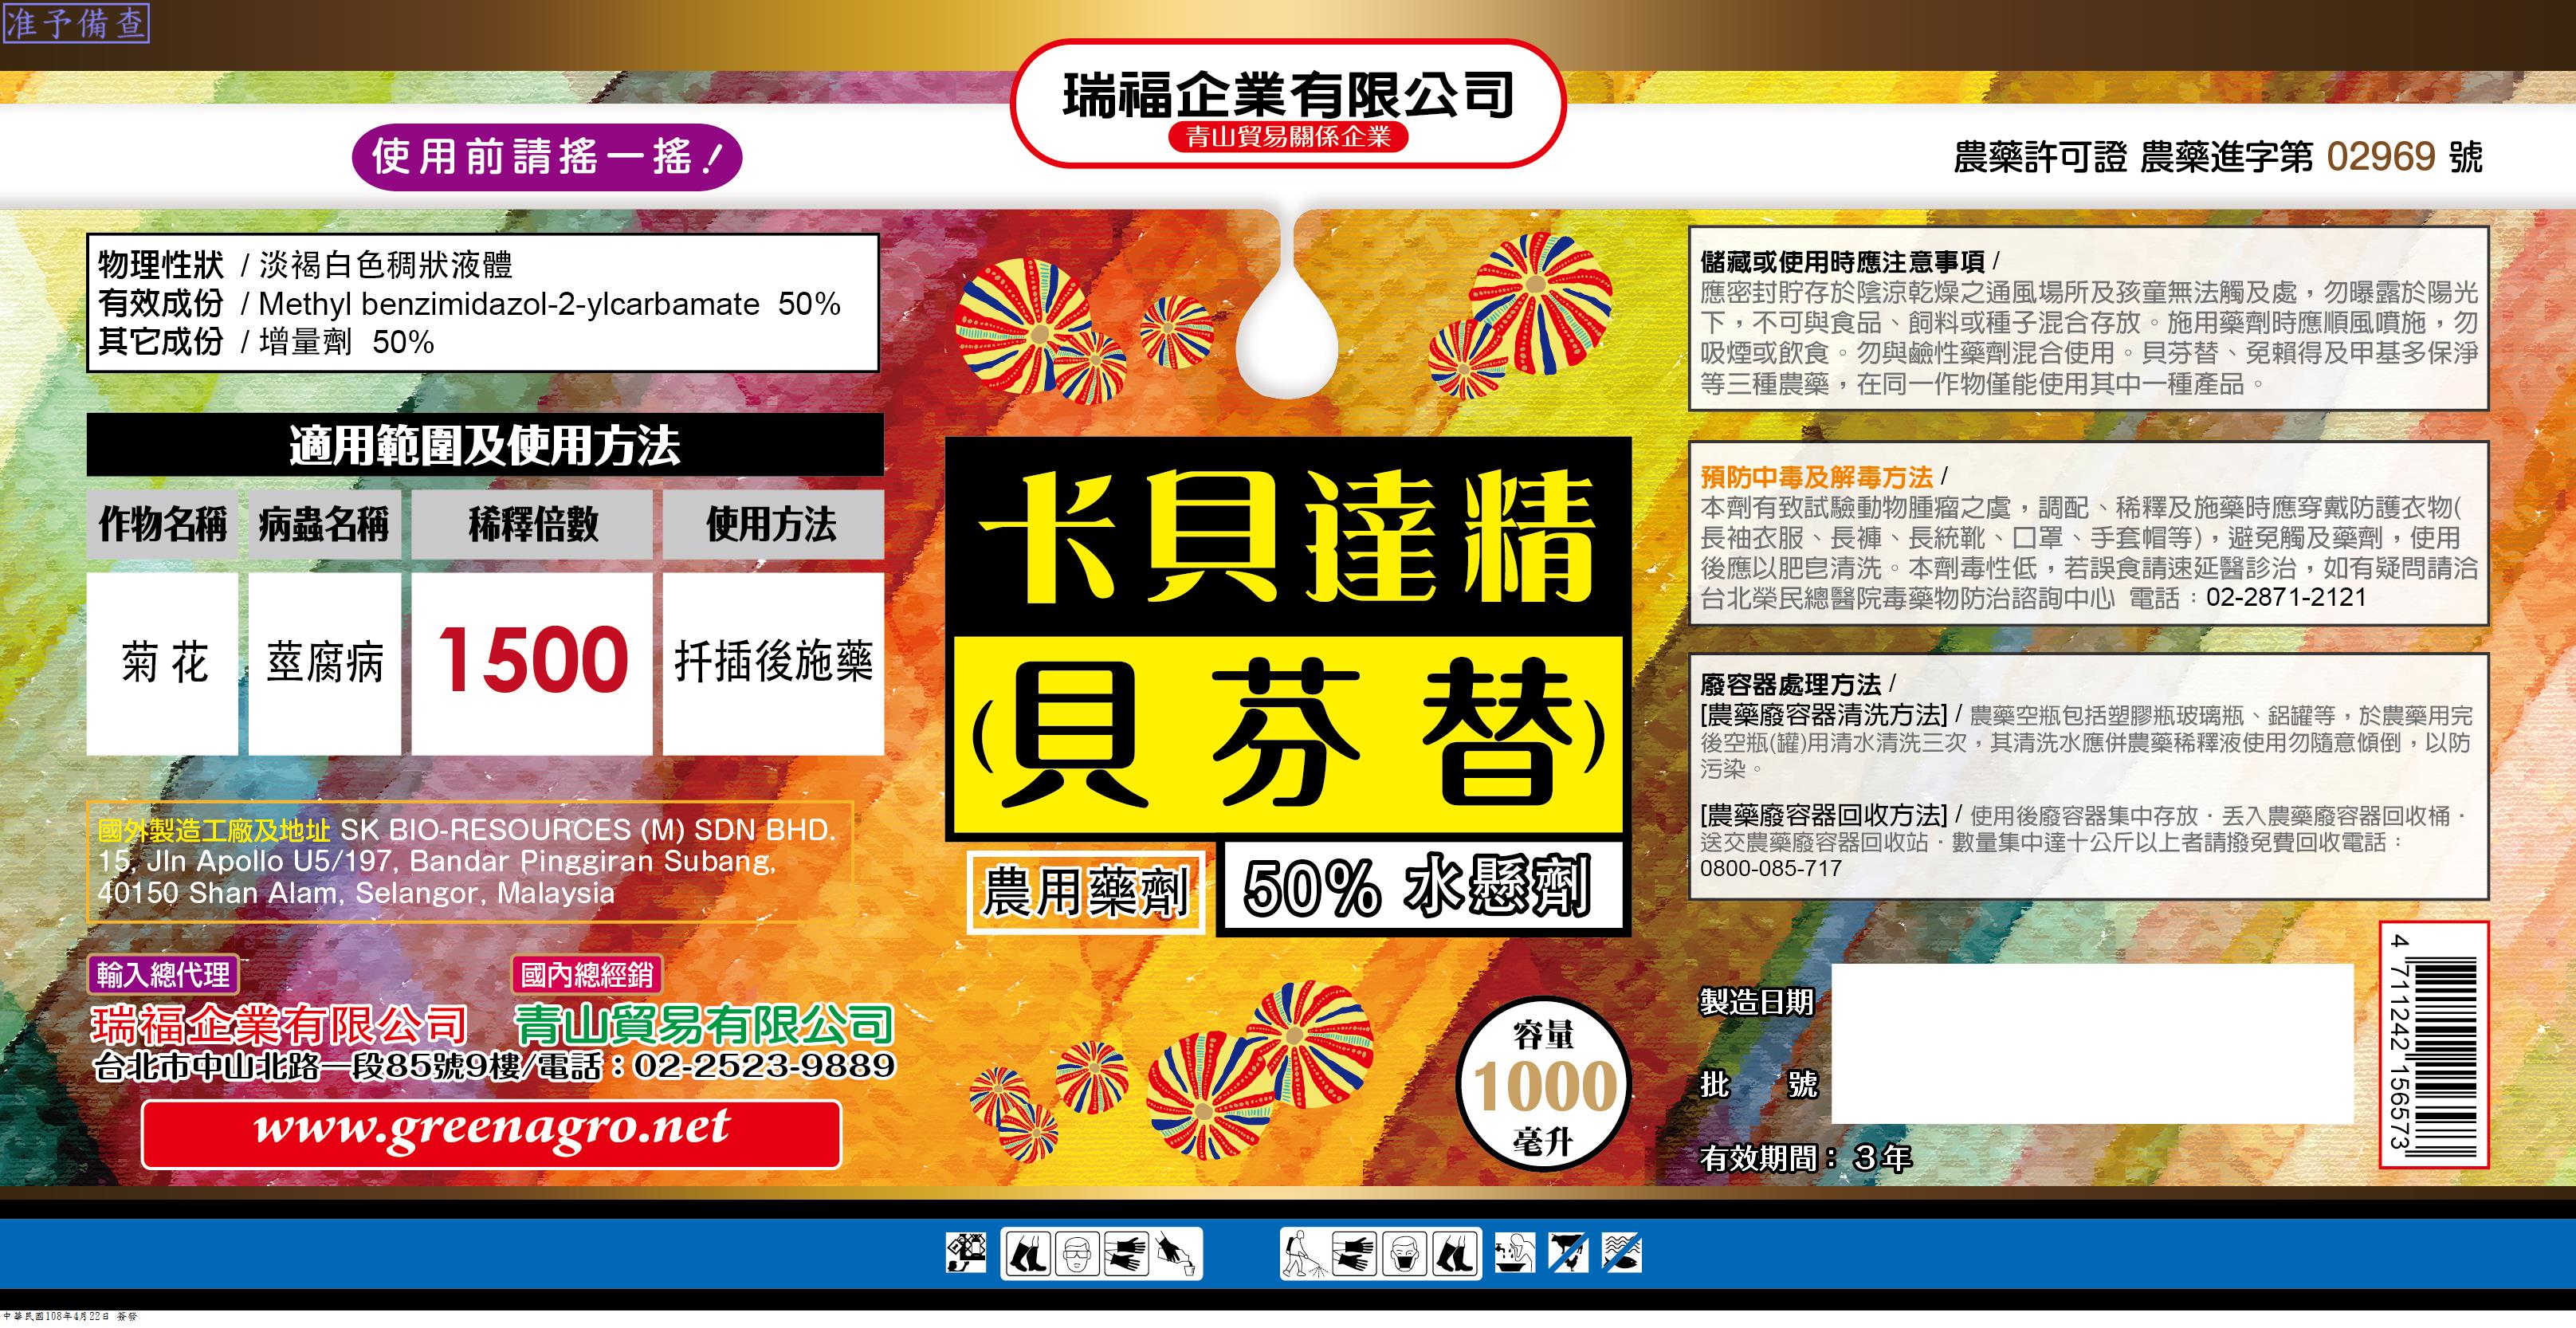 准予備查
瑞福企業有限公司
青山貿易關係企業
使用前請搖一搖!
農藥許可證 農藥進字第 02969 號
物理性狀 / 淡褐白色稠狀液體
有效成份 / Methyl benzimidazol-2-ylcarbamate 50%
其它成份 / 增量劑 50%
適用範圍及使用方法
作物名稱 病蟲名稱 稀釋倍數 使用方法
菊花 莖腐病 1500 扦插後施藥
國外製造工廠及地址 SK BIO-RESOURCES (M) SDN BHD.
15, Jln Apollo U5/197, Bandar Pinggiran Subang,
40150 Shan Alam, Selangor, Malaysia
輸入總代理 國內總經銷
瑞福企業有限公司 青山貿易有限公司
台北市中山北路一段85號9樓/電話：02-2523-9889
www.greenagro.net
卡貝達精
(貝芬替)
農用藥劑 50% 水懸劑
容量
1000
毫升
儲藏或使用時應注意事項 /
應密封貯存於陰涼乾燥之通風場所及孩童無法觸及處，勿曝露於陽光
下，不可與食品、飼料或種子混合存放。施用藥劑時應順風噴施，勿
吸煙或飲食。勿與鹼性藥劑混合使用。貝芬替、免賴得及甲基多保淨
等三種農藥，在同一作物僅能使用其中一種產品。
預防中毒及解毒方法 /
本劑有致試驗動物腫瘤之虞，調配、稀釋及施藥時應穿戴防護衣物(
長袖衣服、長褲、長統靴、口罩、手套帽等)，避免觸及藥劑，使用
後應以肥皂清洗。本劑毒性低，若誤食請速延醫診治，如有疑問請洽
台北榮民總醫院毒藥物防治諮詢中心 電話：02-2871-2121
廢容器處理方法 /
[農藥廢容器清洗方法] / 農藥空瓶包括塑膠瓶玻璃瓶、鋁罐等，於農藥用完
後空瓶(罐)用清水清洗三次，其清洗水應併農藥稀釋液使用勿隨意傾倒，以防
污染。
[農藥廢容器回收方法] / 使用後廢容器集中存放．丟入農藥廢容器回收桶．
送交農藥廢容器回收站．數量集中達十公斤以上者請撥免費回收電話：
0800-085-717
製造日期
批 號
有效期間：3年
4 711242 156573
中華民國108年4月22日 簽發